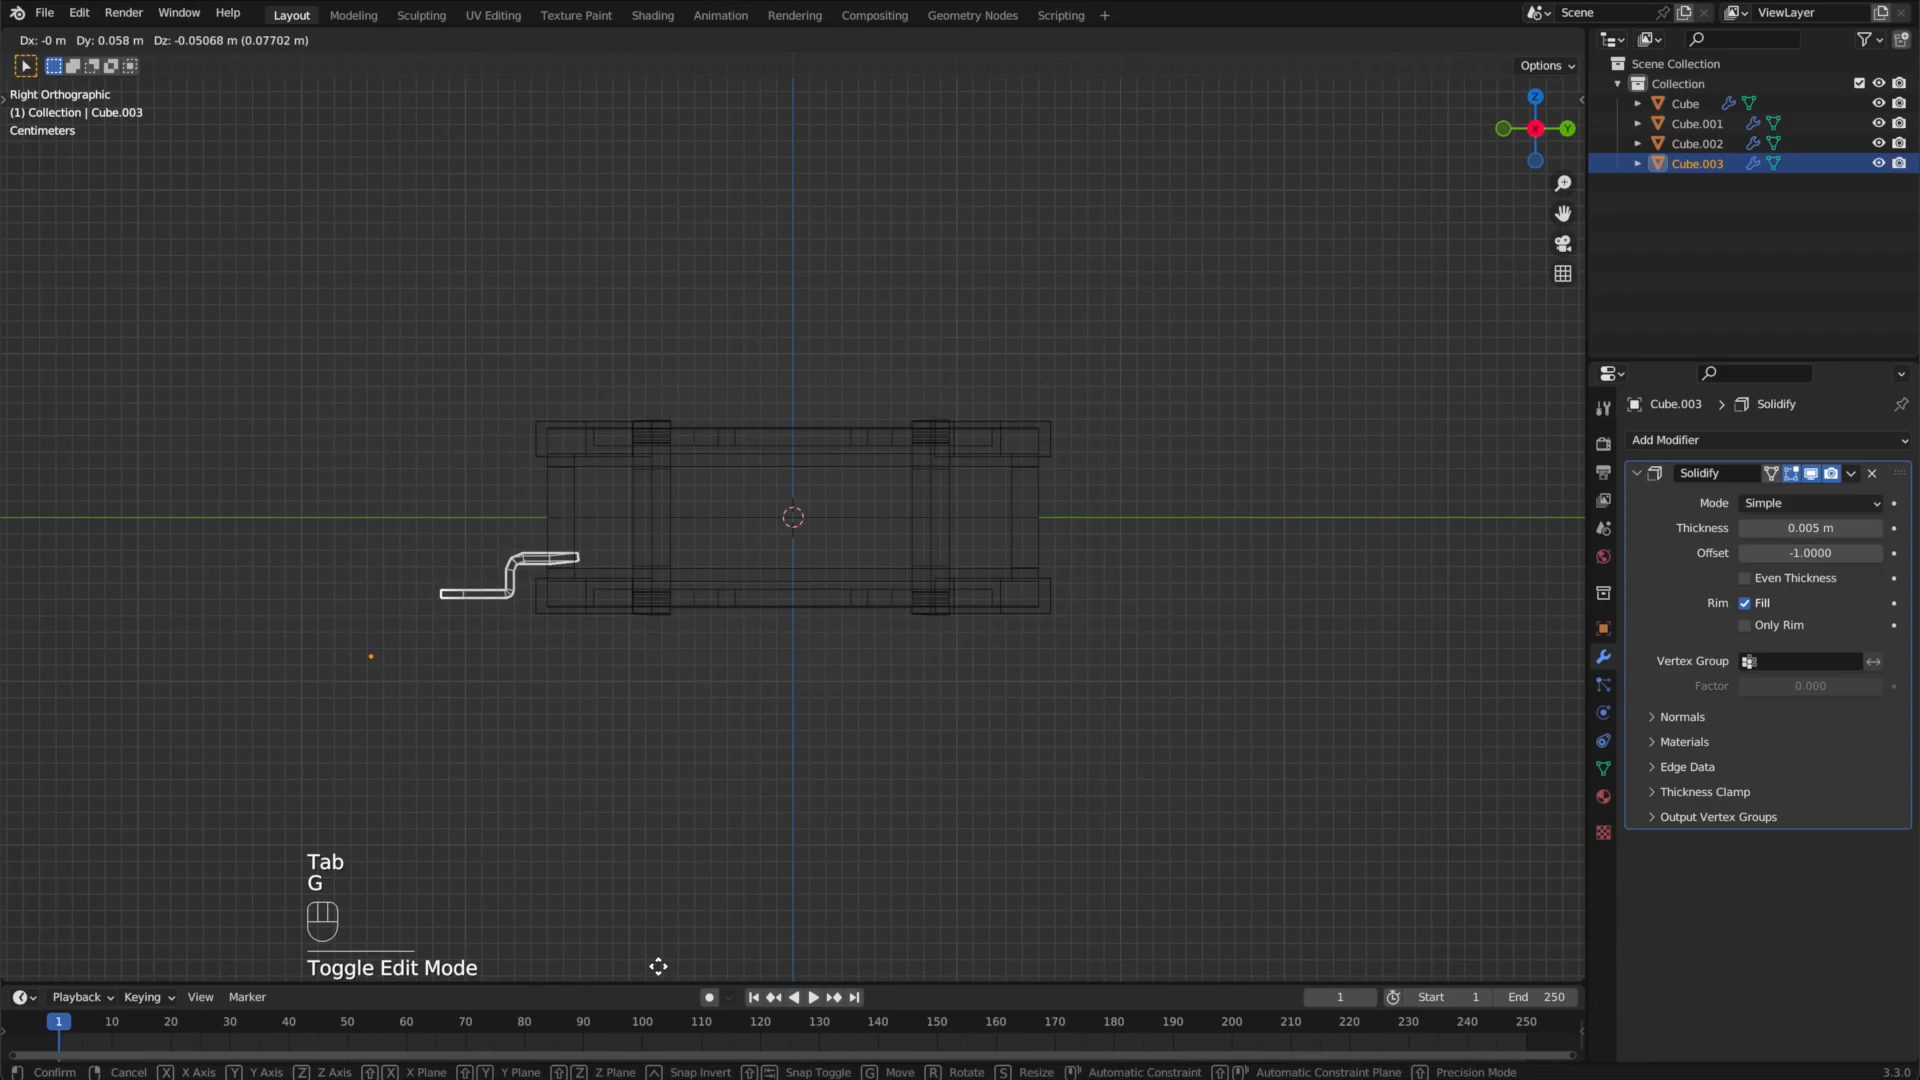 File Edit Render Window Help Layout Modeling Sculpting UV Editing Texture Paint Shading Animation Rendering Compositing Geometry Nodes Scripting + Scene ViewLayer
Dx: -0 m Dy: 0.058 m Dz: -0.05068 m (0.07702 m)
Options
Right Orthographic
(1) Collection | Cube.003
Centimeters
Z
X
Y
Scene Collection
Collection
Cube
Cube.001
Cube.002
Cube.003
Cube.003 > Solidify
Add Modifier
Solidify
Mode Simple
Thickness 0.005 m
Offset -1.0000
Even Thickness
Rim Fill
Only Rim
Vertex Group
Factor 0.000
Normals
Materials
Edge Data
Thickness Clamp
Output Vertex Groups
Tab
G
Toggle Edit Mode
Playback Keying View Marker 1 Start 1 End 250
1 10 20 30 40 50 60 70 80 90 100 110 120 130 140 150 160 170 180 190 200 210 220 230 240 250
Confirm Cancel X X Axis Y Y Axis Z Z Axis X X Plane Y Y Plane Z Z Plane Snap Invert Snap Toggle G Move R Rotate S Resize Automatic Constraint Automatic Constraint Plane Precision Mode 3.3.0